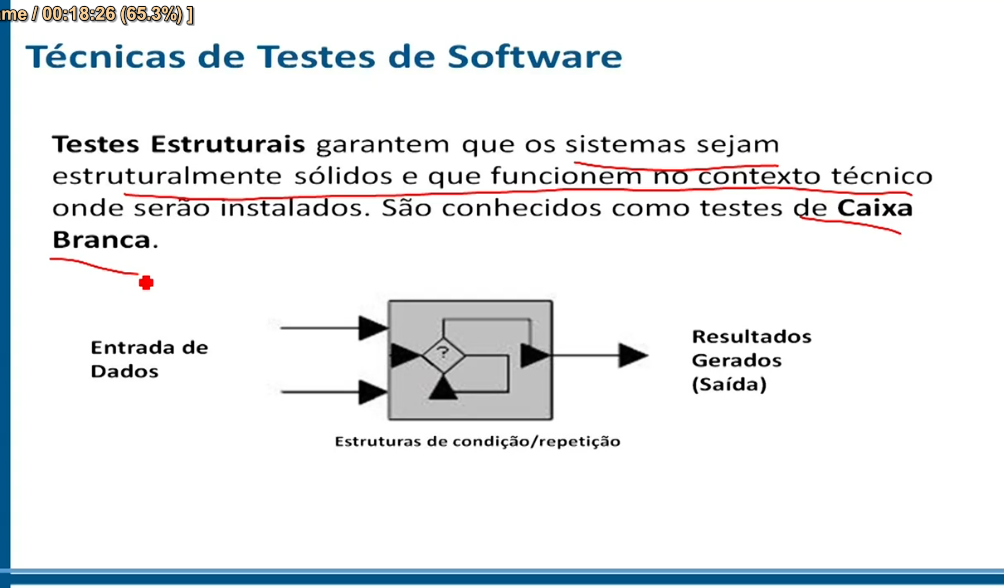 me / 00:18:26 (65.3%) ]
Técnicas de Testes de Software
Testes Estruturais garantem que os sistemas sejam
estruturalmente sólidos e que funcionem no contexto técnico
onde serão instalados. São conhecidos como testes de Caixa
Branca.
Entrada de
Dados
?
Resultados
Gerados
(Saída)
Estruturas de condição/repetição